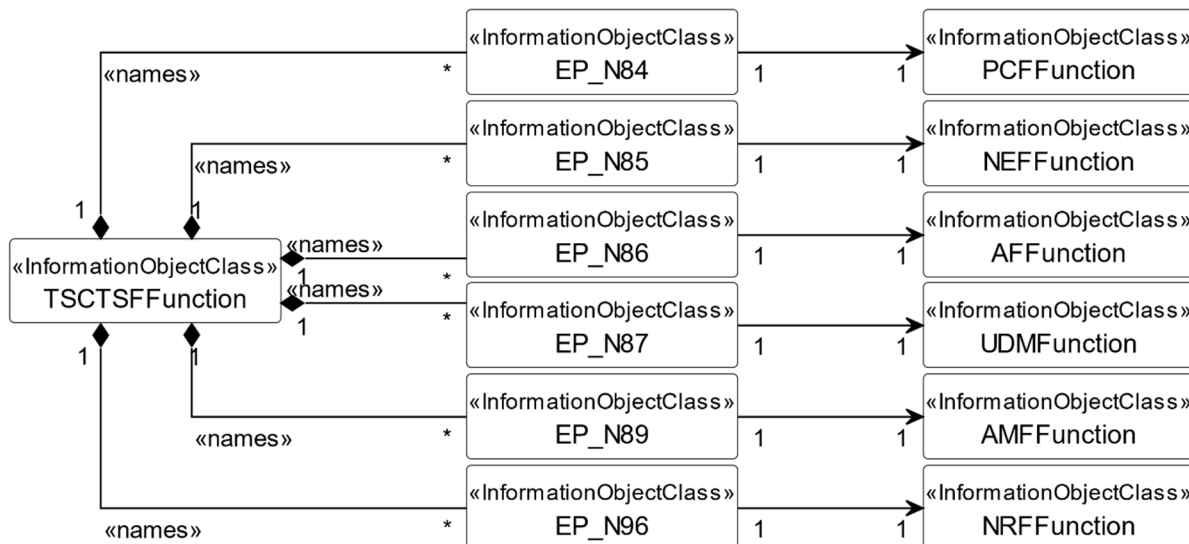 «InformationObjectClass»
EP_N84
«InformationObjectClass»
PCFFunction
«names»
*
1
1
«InformationObjectClass»
EP_N85
«InformationObjectClass»
NEFFunction
«names»
*
1
1
1
1
«InformationObjectClass»
EP_N86
«InformationObjectClass»
AFFunction
«names»
1
*
1
1
«InformationObjectClass»
TSCTSFFunction
«names»
1
*
«InformationObjectClass»
EP_N87
«InformationObjectClass»
UDMFunction
1
1
1
1
«InformationObjectClass»
EP_N89
«InformationObjectClass»
AMFFunction
«names»
*
1
1
«InformationObjectClass»
EP_N96
«InformationObjectClass»
NRFFunction
«names»
*
1
1